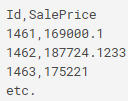 Id,SalePrice
1461,169000.1
1462,187724.1233
1463,175221
etc.